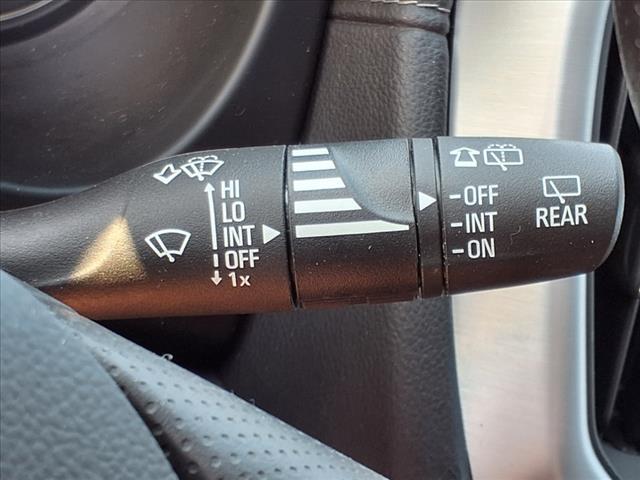 HI
LO
INT
OFF
1x
-OFF
-INT
-ON
REAR